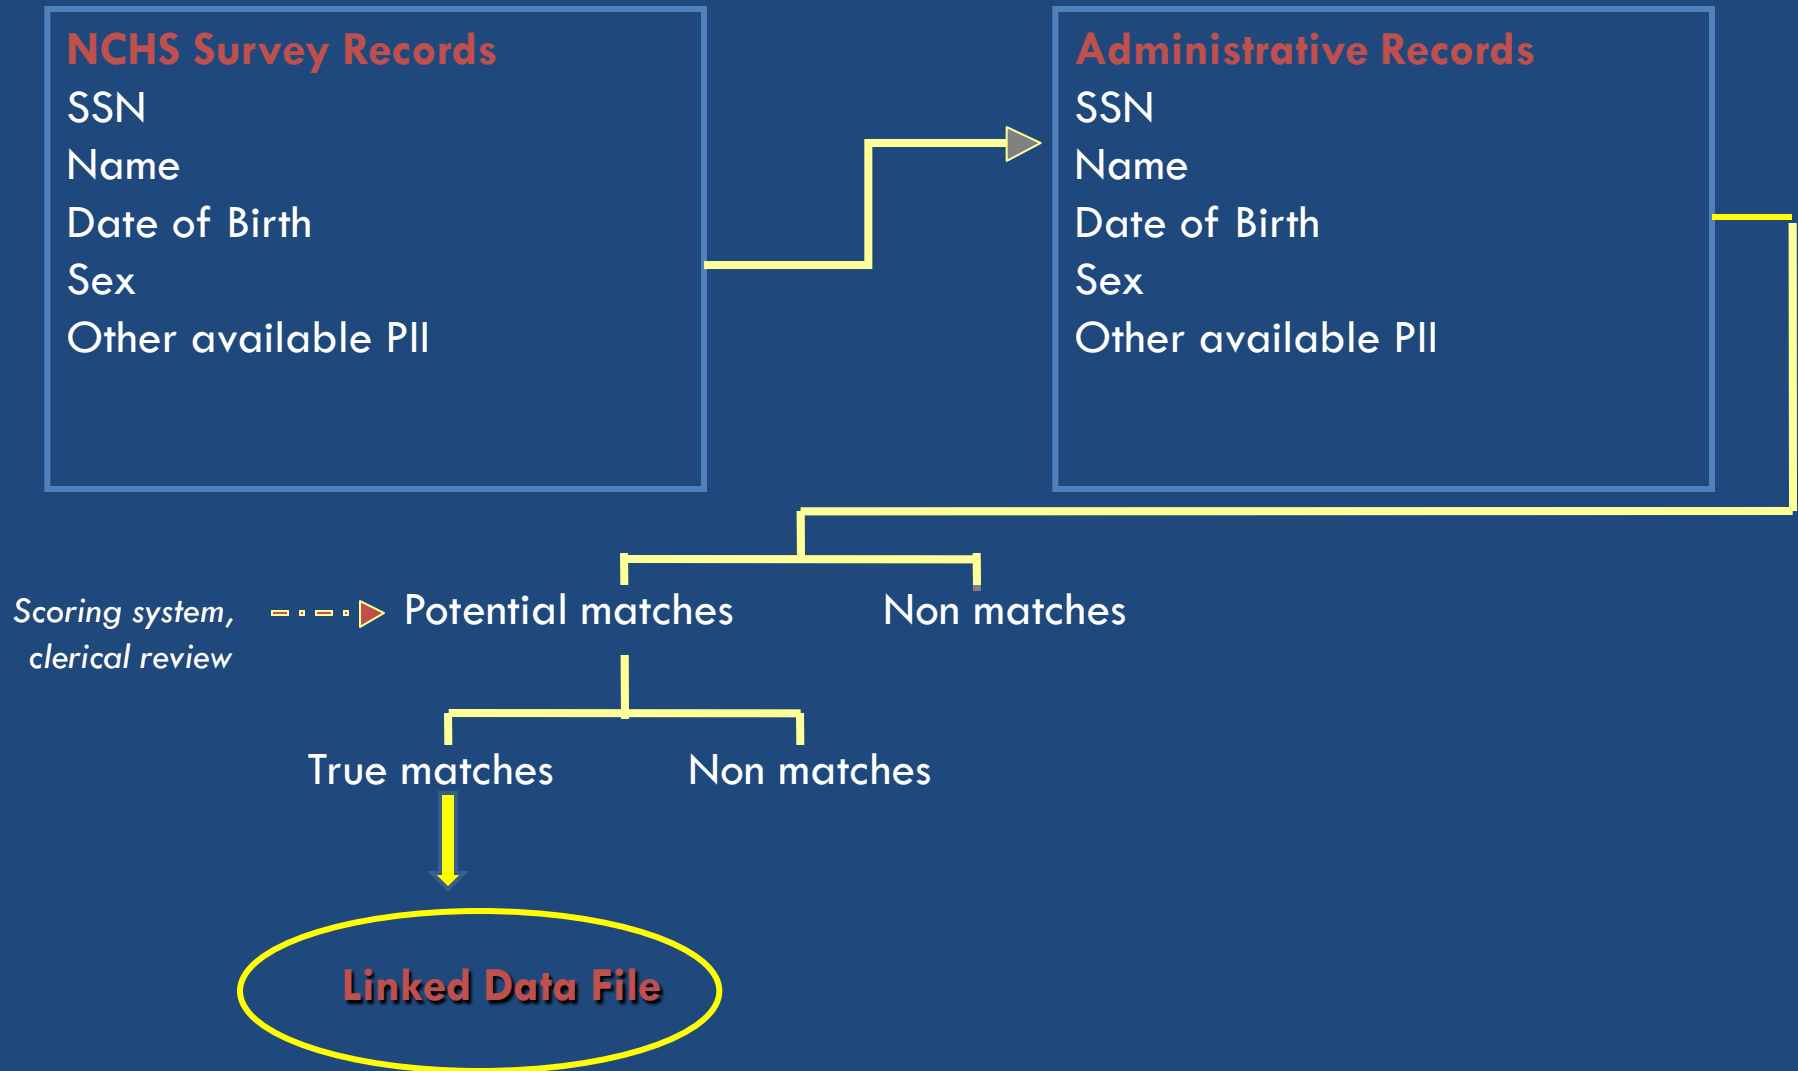 NCHS Survey Records
SSN
Name
Date of Birth
Sex
Other available PII
Administrative Records
SSN
Name
Date of Birth
Sex
Other available PII
Scoring system,
clerical review
Potential matches
Non matches
True matches
Non matches
Linked Data File